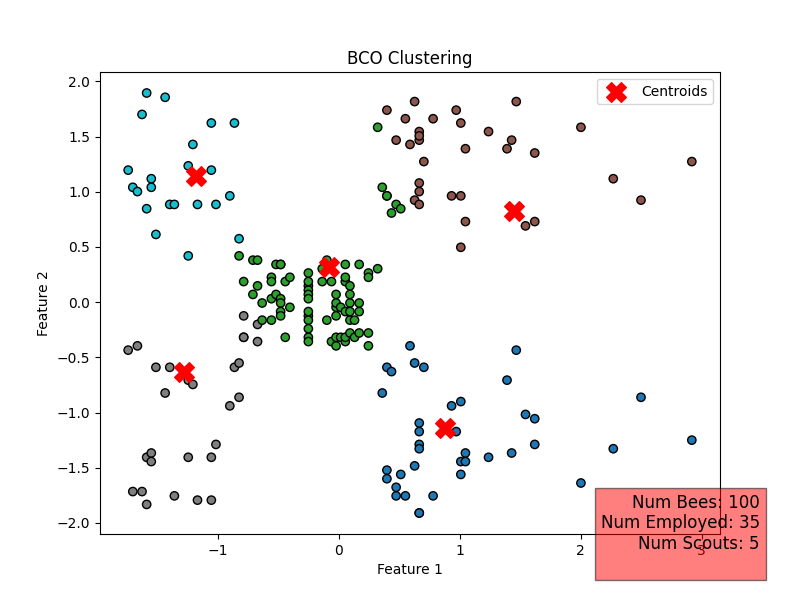 BCO Clustering
Centroids
2.0
1.5
1.0
0.5
0.0
−0.5
−1.0
−1.5
−2.0
Feature 2
−1
0
1
2
3
Feature 1
Num Bees: 100
Num Employed: 35
Num Scouts: 5